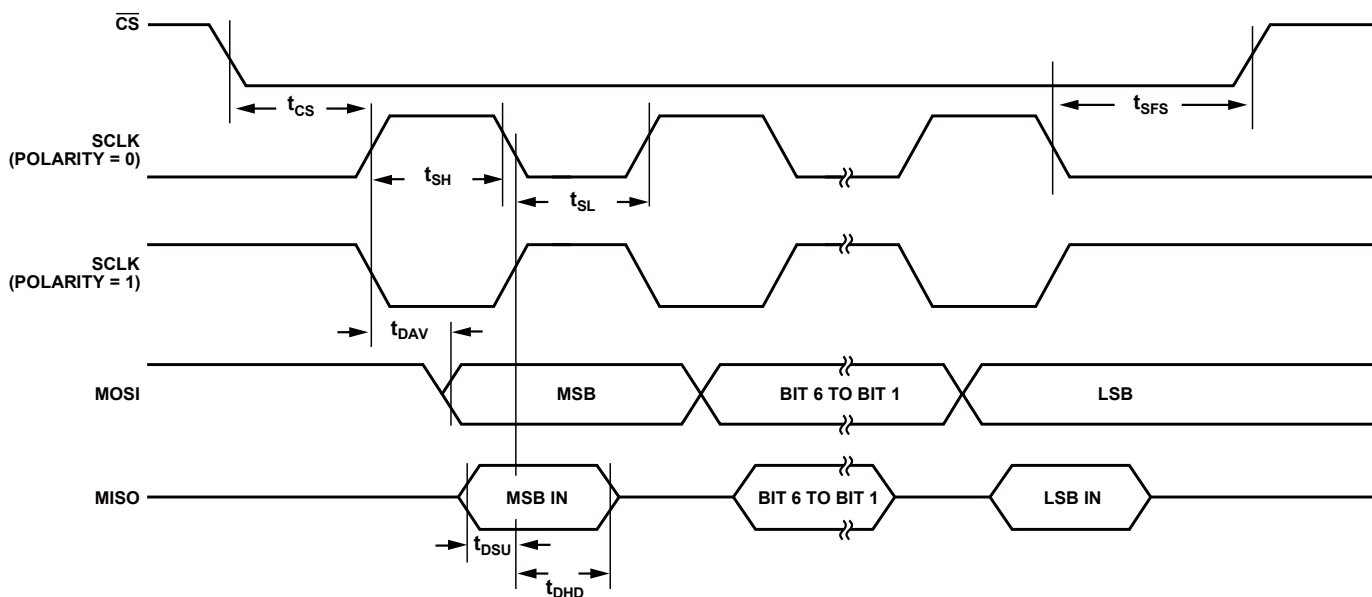 CS
tCS
tSFS
SCLK
(POLARITY = 0)
tSH
tSL
SCLK
(POLARITY = 1)
tDAV
MOSI
MSB
BIT 6 TO BIT 1
LSB
MISO
MSB IN
BIT 6 TO BIT 1
LSB IN
tDSU
tDHD